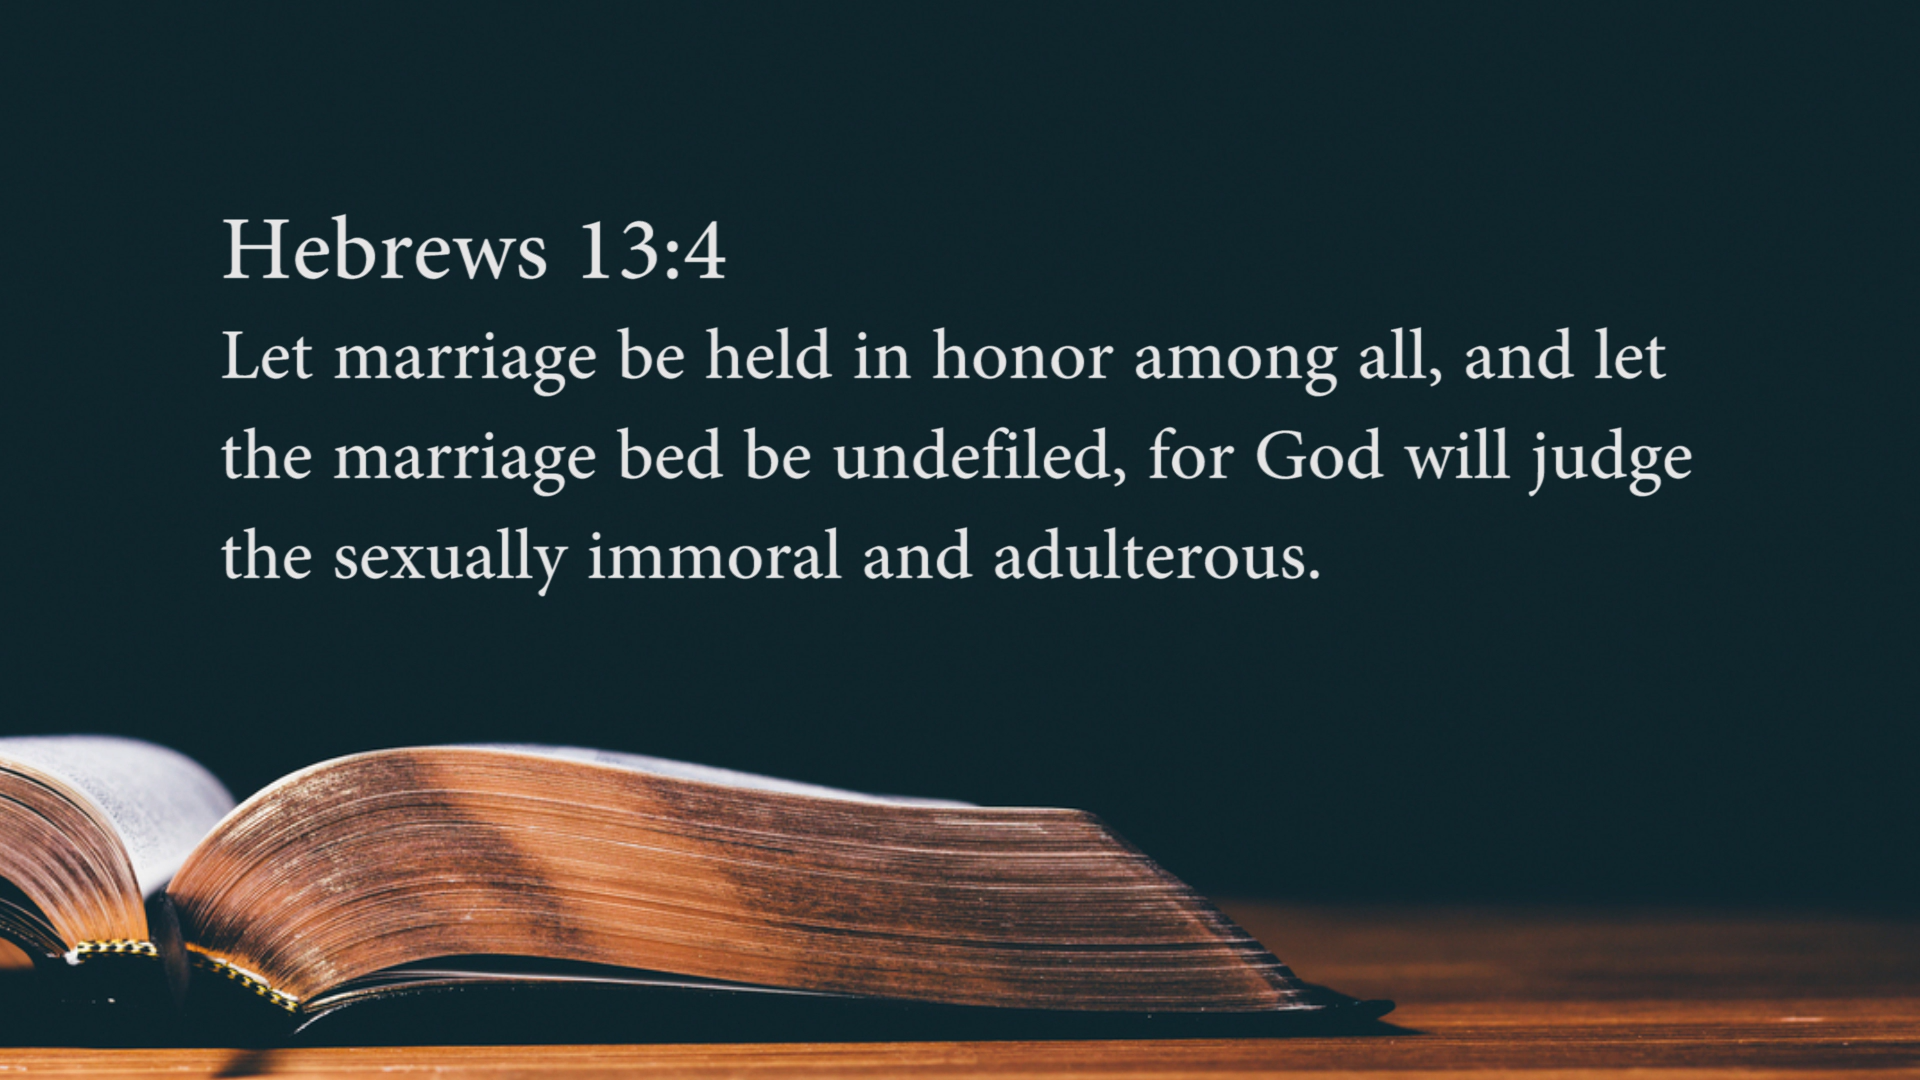 Hebrews 13:4
Let marriage be held in honor among all, and let
the marriage bed be undefiled, for God will judge
the sexually immoral and adulterous.